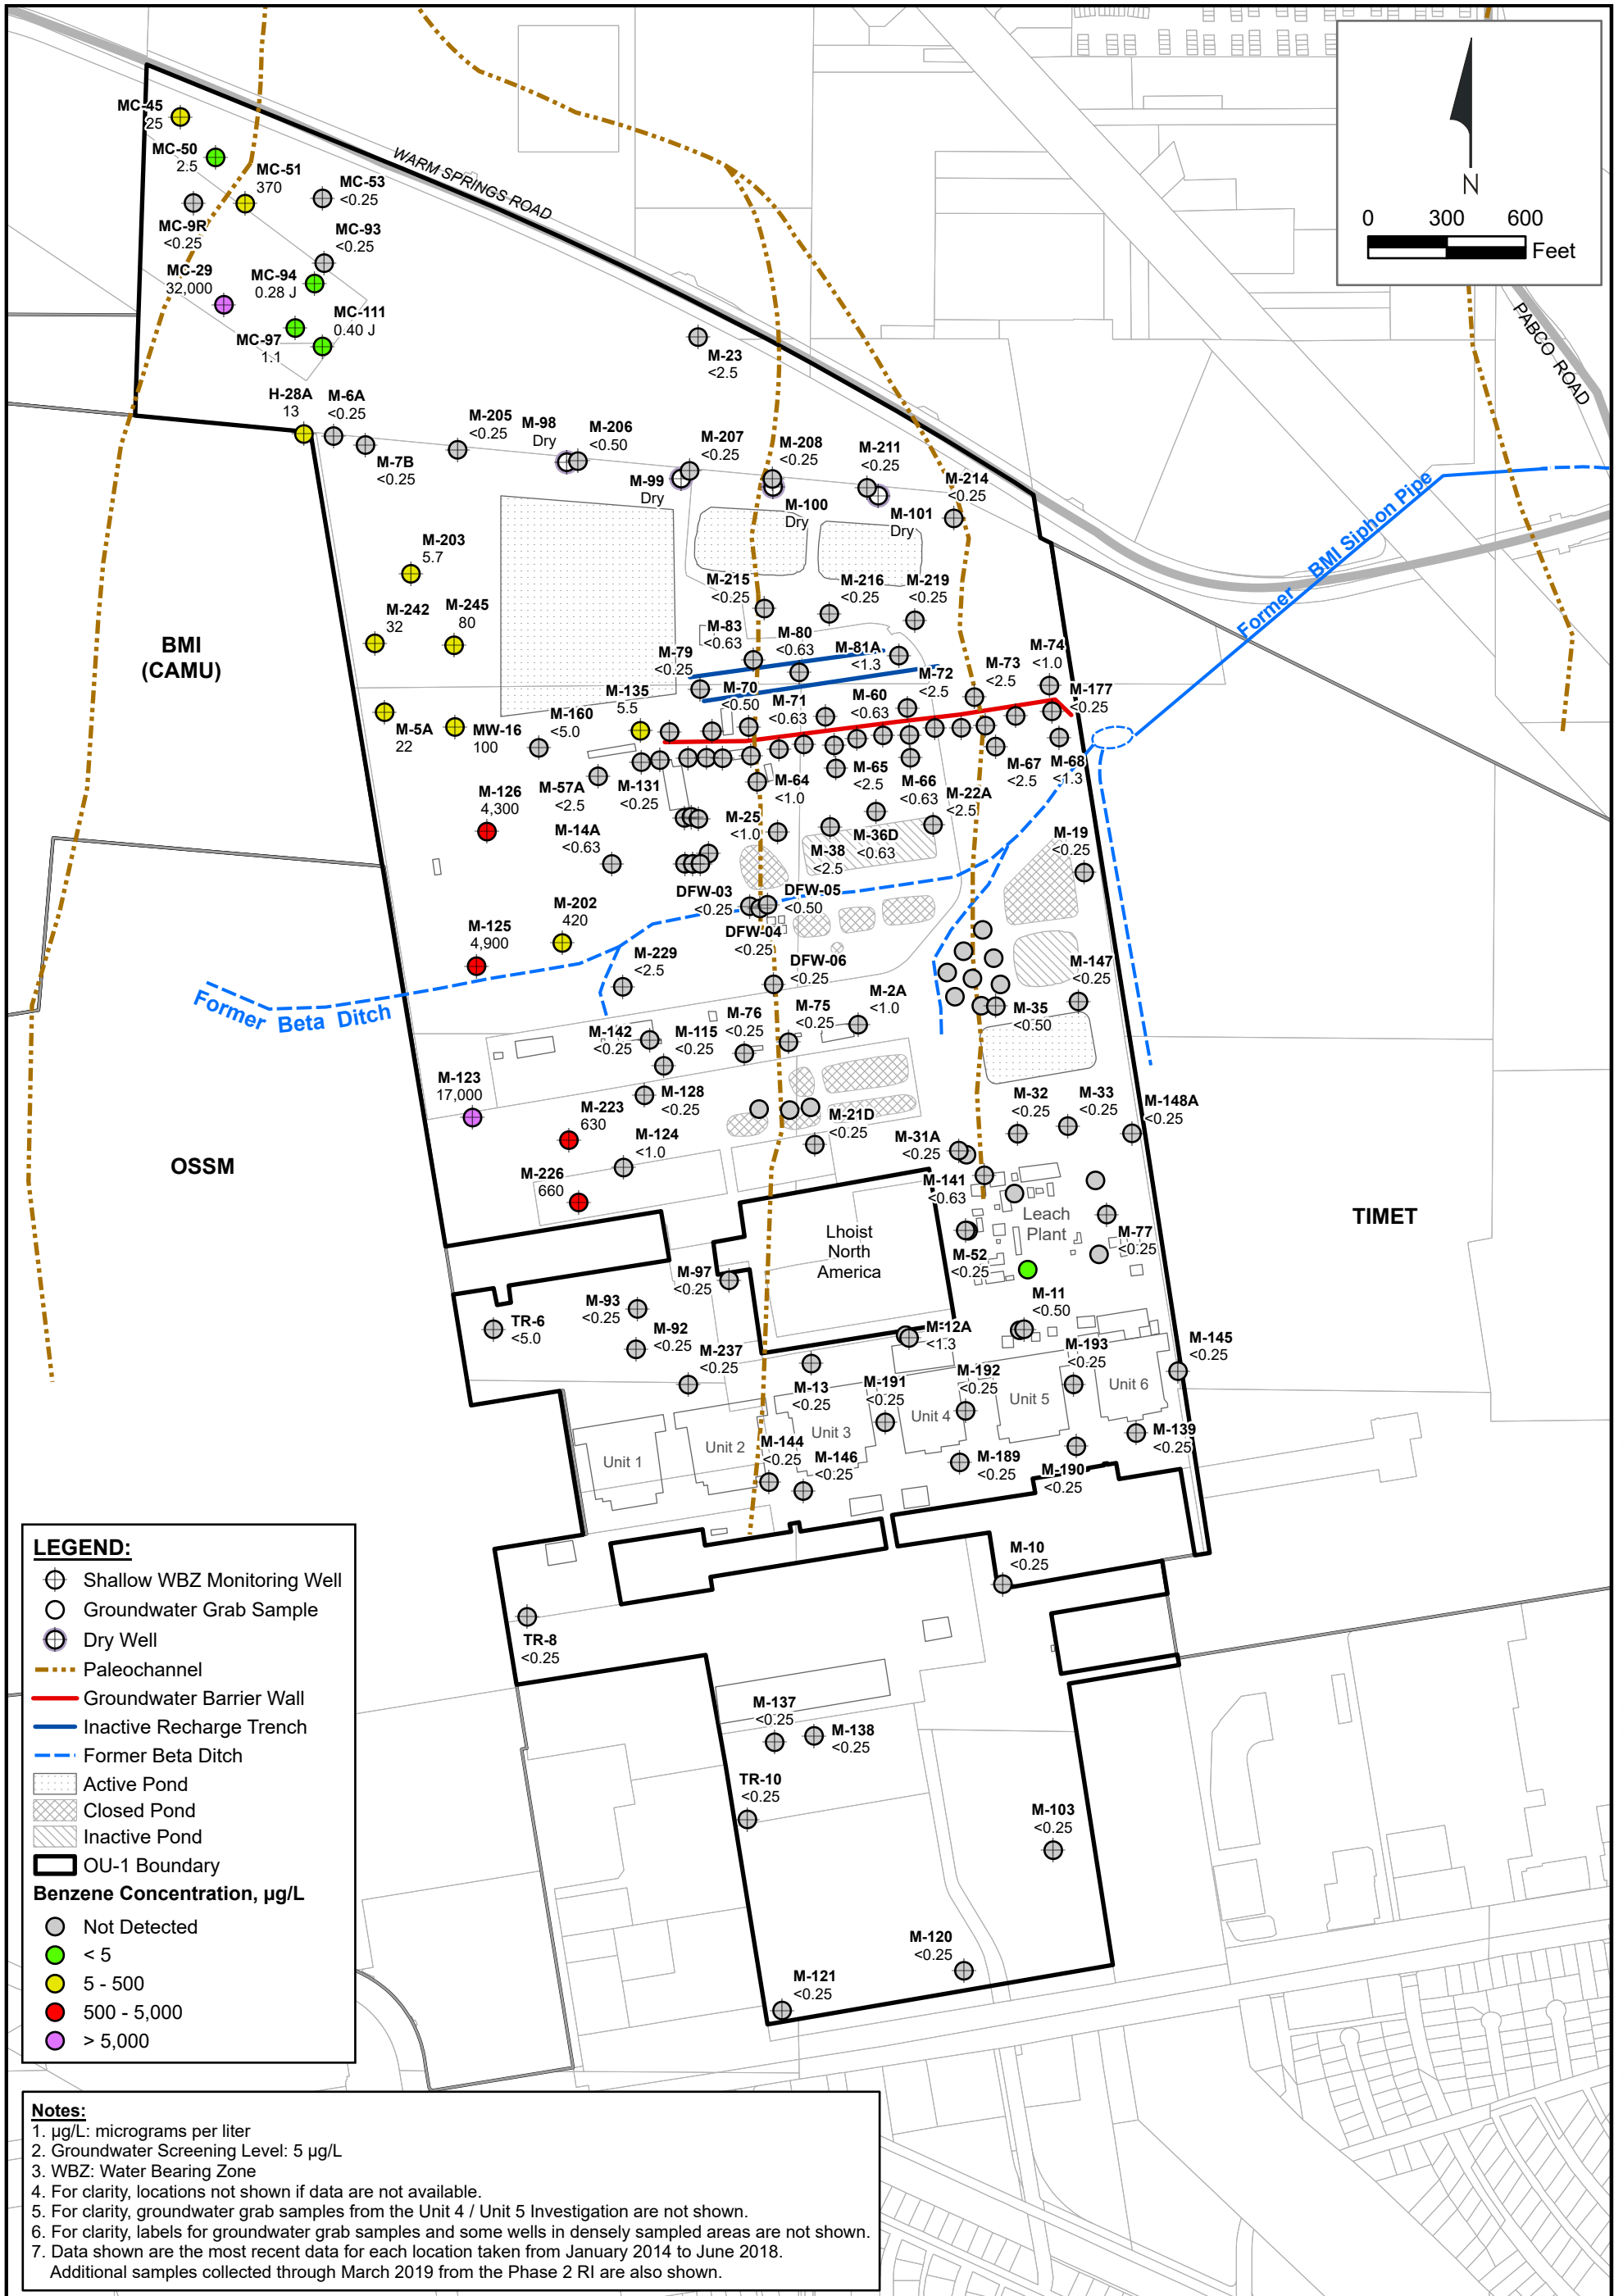 MC-45
25
MC-50
2.5
MC-51
370
MC-53
<0.25
MC-9R
<0.25
MC-93
<0.25
MC-29
32,000
MC-94
0.28 J
MC-111
0.40 J
MC-97
1.1
WARM SPRINGS ROAD
N
0 300 600
Feet
PABCO ROAD
M-23
<2.5
H-28A
13
M-6A
<0.25
M-7B
<0.25
M-205
<0.25
M-98
Dry
M-206
<0.50
M-207
<0.25
M-99
Dry
M-208
<0.25
M-100
Dry
M-211
<0.25
M-101
Dry
M-214
<0.25
Former BMI Siphon Pipe
M-203
5.7
M-242
32
M-245
80
BMI
(CAMU)
M-215
<0.25
M-216
<0.25
M-219
<0.25
M-83
<0.63
M-80
<0.63
M-81A
<1.3
M-79
<0.25
M-70
<0.50
M-71
<0.63
M-60
<0.63
M-72
<2.5
M-73
<2.5
M-74
<1.0
M-177
<0.25
M-135
5.5
M-160
<5.0
M-5A
22
MW-16
100
M-57A
<2.5
M-131
<0.25
M-64
<1.0
M-65
<2.5
M-66
<0.63
M-67
<2.5
M-68
<1.3
M-22A
<2.5
M-126
4,300
M-14A
<0.63
M-25
<1.0
M-38
<2.5
M-36D
<0.63
M-19
<0.25
DFW-03
<0.25
DFW-05
<0.50
DFW-04
<0.25
DFW-06
<0.25
M-202
420
M-125
4,900
M-229
<2.5
Former Beta Ditch
M-147
<0.25
M-35
<0.50
M-142
<0.25
M-115
<0.25
M-76
<0.25
M-75
<0.25
M-2A
<1.0
M-123
17,000
M-128
<0.25
M-223
630
M-124
<1.0
M-226
660
M-21D
<0.25
M-31A
<0.25
M-32
<0.25
M-33
<0.25
M-148A
<0.25
OSSM
TIMET
M-141
<0.63
Leach
Plant
M-77
<0.25
M-52
<0.25
Lhoist
North
America
M-11
<0.50
M-97
<0.25
M-93
<0.25
M-92
<0.25
TR-6
<5.0
M-237
<0.25
M-12A
<1.3
M-13
<0.25
M-191
<0.25
M-192
<0.25
M-193
<0.25
M-145
<0.25
M-139
<0.25
M-190
<0.25
M-189
<0.25
M-144
<0.25
M-146
<0.25
Unit 1
Unit 2
Unit 3
Unit 4
Unit 5
Unit 6
M-10
<0.25
TR-8
<0.25
M-137
<0.25
M-138
<0.25
TR-10
<0.25
M-103
<0.25
M-120
<0.25
M-121
<0.25
LEGEND:
Shallow WBZ Monitoring Well
Groundwater Grab Sample
Dry Well
Paleochannel
Groundwater Barrier Wall
Inactive Recharge Trench
Former Beta Ditch
Active Pond
Closed Pond
Inactive Pond
OU-1 Boundary
Benzene Concentration, µg/L
Not Detected
< 5
5 - 500
500 - 5,000
> 5,000
Notes:
1. µg/L: micrograms per liter
2. Groundwater Screening Level: 5 µg/L
3. WBZ: Water Bearing Zone
4. For clarity, locations not shown if data are not available.
5. For clarity, groundwater grab samples from the Unit 4 / Unit 5 Investigation are not shown.
6. For clarity, labels for groundwater grab samples and some wells in densely sampled areas are not shown.
7. Data shown are the most recent data for each location taken from January 2014 to June 2018.
Additional samples collected through March 2019 from the Phase 2 RI are also shown.